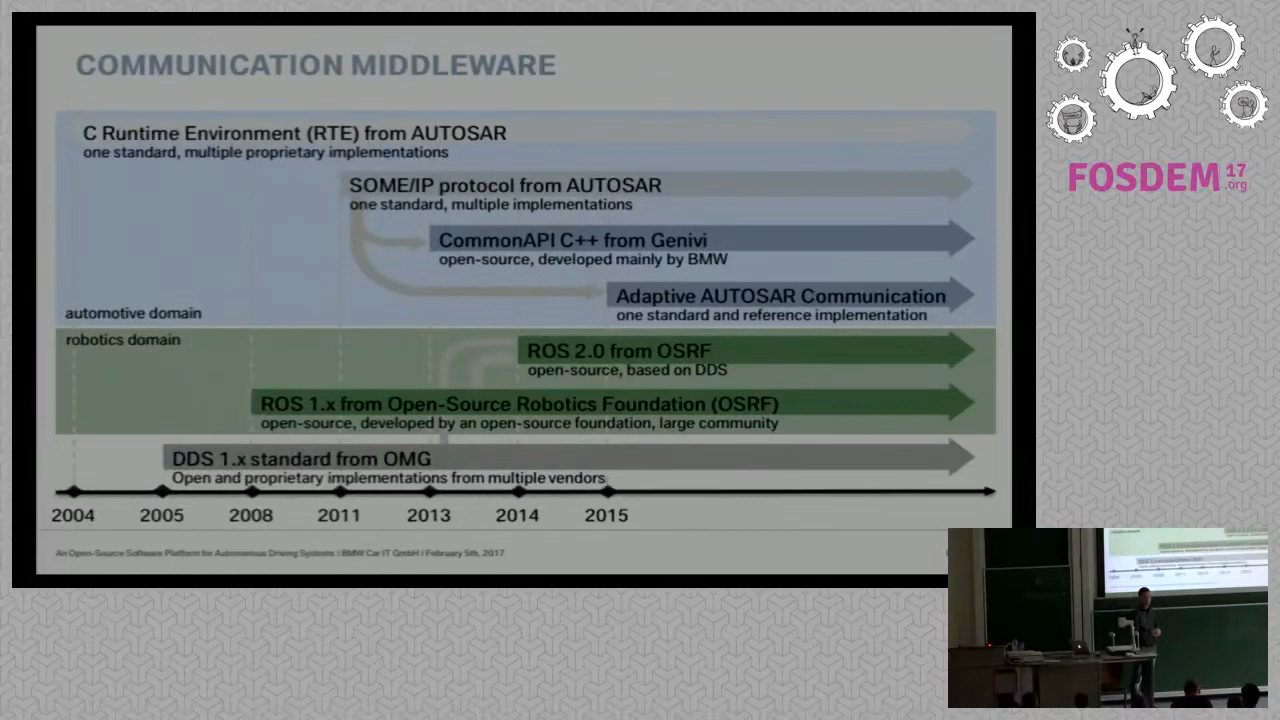 COMMUNICATION MIDDLEWARE
C Runtime Environment (RTE) from AUTOSAR
one standard, multiple proprietary implementations
SOME/IP protocol from AUTOSAR
one standard, multiple implementations
CommonAPI C++ from Genivi
open-source, developed mainly by BMW
Adaptive AUTOSAR Communication
one standard and reference implementation
automotive domain
robotics domain
ROS 2.0 from OSRF
open-source, based on DDS
ROS 1.x from Open-Source Robotics Foundation (OSRF)
open-source, developed by an open-source foundation, large community
DDS 1.x standard from OMG
Open and proprietary implementations from multiple vendors
2004 2005 2008 2011 2013 2014 2015
An Open-Source Software Platform for Autonomous Driving Systems | BMW Car IT GmbH | February 5th, 2017
FOSDEM 17
.org